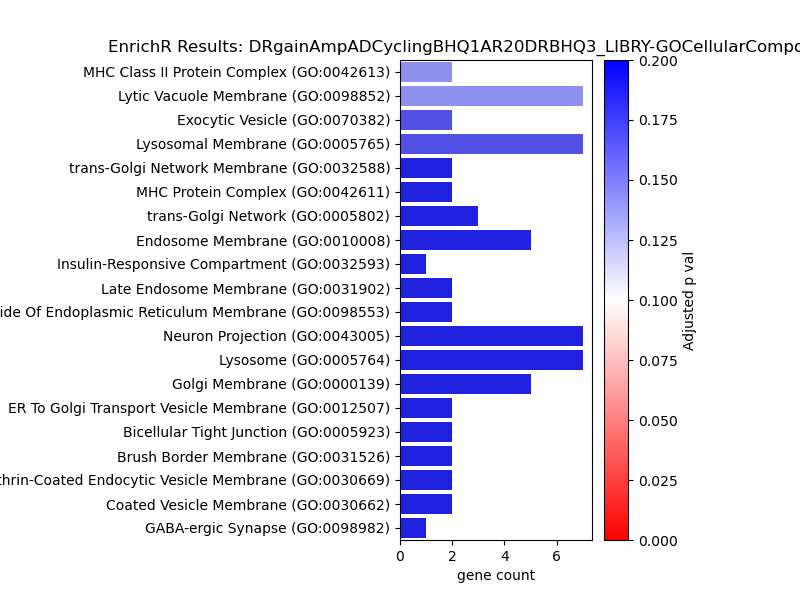 EnrichR Results: DRgainAmpADCyclingBHQ1AR20DRBHQ3_LIBRY-GOCellularCompo
MHC Class II Protein Complex (GO:0042613)
Lytic Vacuole Membrane (GO:0098852)
Exocytic Vesicle (GO:0070382)
Lysosomal Membrane (GO:0005765)
trans-Golgi Network Membrane (GO:0032588)
MHC Protein Complex (GO:0042611)
trans-Golgi Network (GO:0005802)
Endosome Membrane (GO:0010008)
Insulin-Responsive Compartment (GO:0032593)
Late Endosome Membrane (GO:0031902)
ide Of Endoplasmic Reticulum Membrane (GO:0098553)
Neuron Projection (GO:0043005)
Lysosome (GO:0005764)
Golgi Membrane (GO:0000139)
ER To Golgi Transport Vesicle Membrane (GO:0012507)
Bicellular Tight Junction (GO:0005923)
Brush Border Membrane (GO:0031526)
thrin-Coated Endocytic Vesicle Membrane (GO:0030669)
Coated Vesicle Membrane (GO:0030662)
GABA-ergic Synapse (GO:0098982)
0 2 4 6
gene count
0.200
0.175
0.150
0.125
0.100
0.075
0.050
0.025
0.000
Adjusted p val